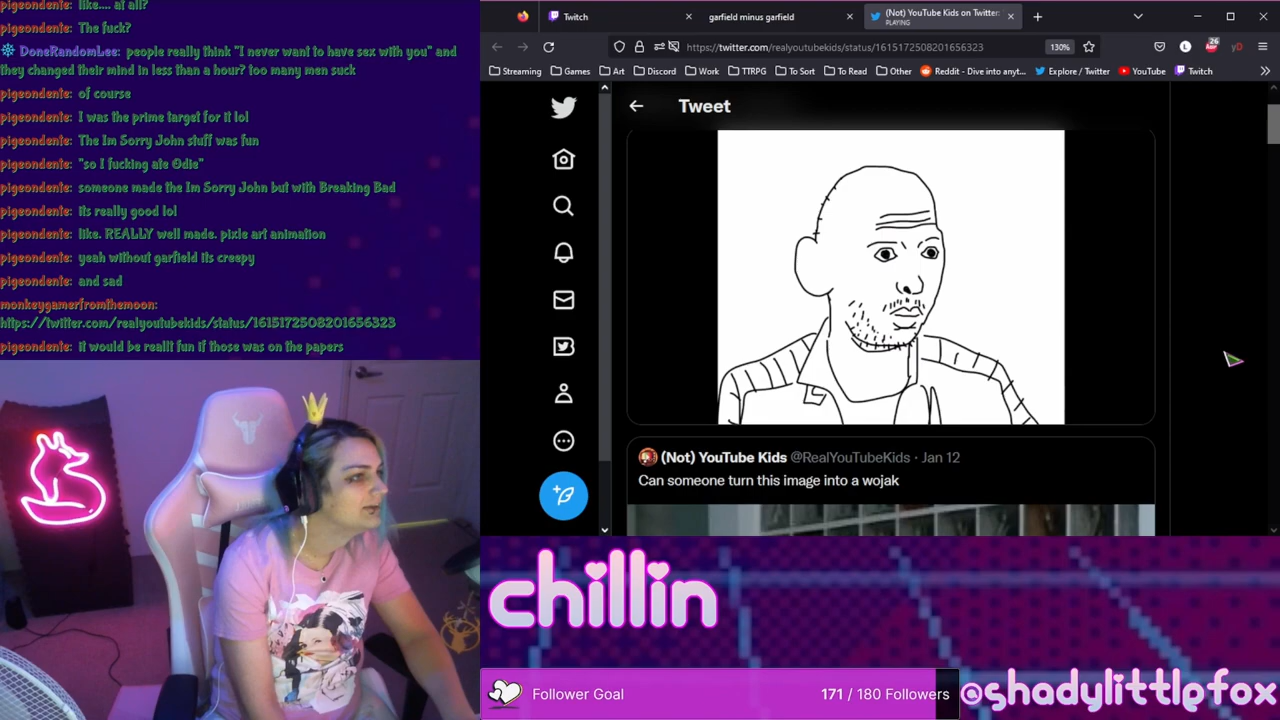 pigeondente: like.... at all?
pigeondente: The fuck?
DoneRandomLee: people really think "I never want to have sex with you" and
they changed their mind in less than a hour? too many men suck
pigeondente: of course
pigeondente: I was the prime target for it lol
pigeondente: The Im Sorry John stuff was fun
pigeondente: "so I fucking ate Odie"
pigeondente: someone made the Im Sorry John but with Breaking Bad
pigeondente: its really good lol
pigeondente: like. REALLY well made. pixle art animation
pigeondente: yeah without garfield its creepy
pigeondente: and sad
monkeygamerfromthemoon:
https://twitter.com/realyoutubekids/status/1615172508201656323
pigeondente: it would be reallt fun if those was on the papers
Twitch
garfield minus garfield
(Not) YouTube Kids on Twitter:
PLAYING
https://twitter.com/realyoutubekids/status/1615172508201656323
130%
26
yD
Streaming Games Art Discord Work TTRPG To Sort To Read Other Reddit - Dive into anyt... Explore / Twitter YouTube Twitch
Tweet
(Not) YouTube Kids @RealYouTubeKids · Jan 12
Can someone turn this image into a wojak
chillin
Follower Goal 171 / 180 Followers
@shadylittlefox